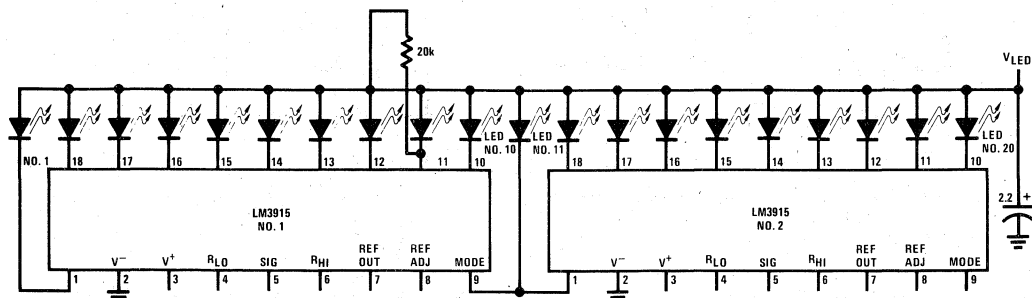 20k
V LED
NO. 1
18
17
16
15
14
13
12
11
10
LED
NO. 10
LED
NO. 11
18
17
16
15
14
13
12
11
10
LED
NO. 20
2.2 +
LM3915
NO. 1
LM3915
NO. 2
V−
V+
RLO
SIG
RHI
REF
OUT
REF
ADJ
MODE
V−
V+
RLO
SIG
RHI
REF
OUT
REF
ADJ
MODE
1
2
3
4
5
6
7
8
9
1
2
3
4
5
6
7
8
9